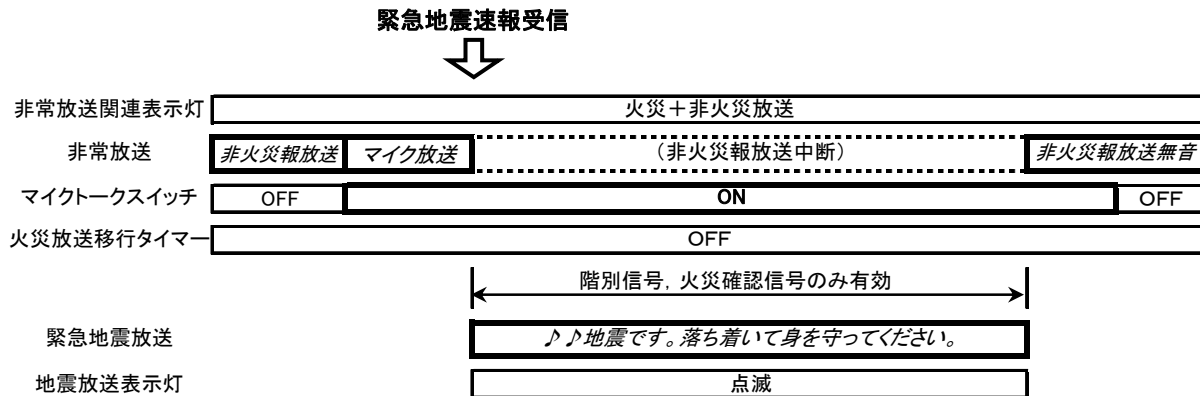 緊急地震速報受信
非常放送関連表示灯 火災+非火災放送
非常放送 非火災報放送 マイク放送 (非火災報放送中断) 非火災報放送無音
マイクトークスイッチ OFF ON OFF
火災放送移行タイマー OFF
階別信号，火災確認信号のみ有効
緊急地震放送 ♪♪地震です。落ち着いて身を守ってください。
地震放送表示灯 点滅